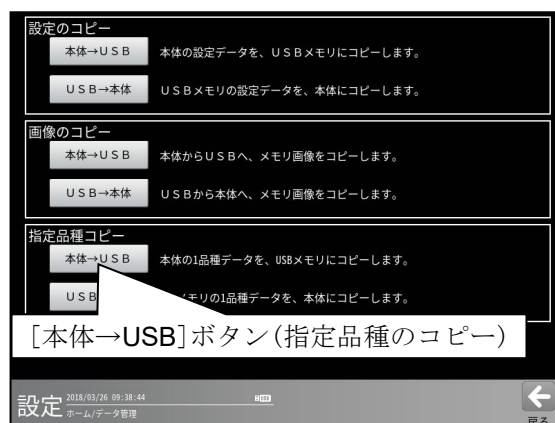 設定のコピー
本体→USB 本体の設定データを、USBメモリにコピーします。
USB→本体 USBメモリの設定データを、本体にコピーします。
画像のコピー
本体→USB 本体からUSBへ、メモリ画像をコピーします。
USB→本体 USBから本体へ、メモリ画像をコピーします。
指定品種コピー
本体→USB 本体の1品種データを、USBメモリにコピーします。
USB モリの1品種データを、本体にコピーします。
[本体→USB]ボタン(指定品種のコピー)
設定 2018/03/26 09:38:44
ホーム/データ管理
戻る